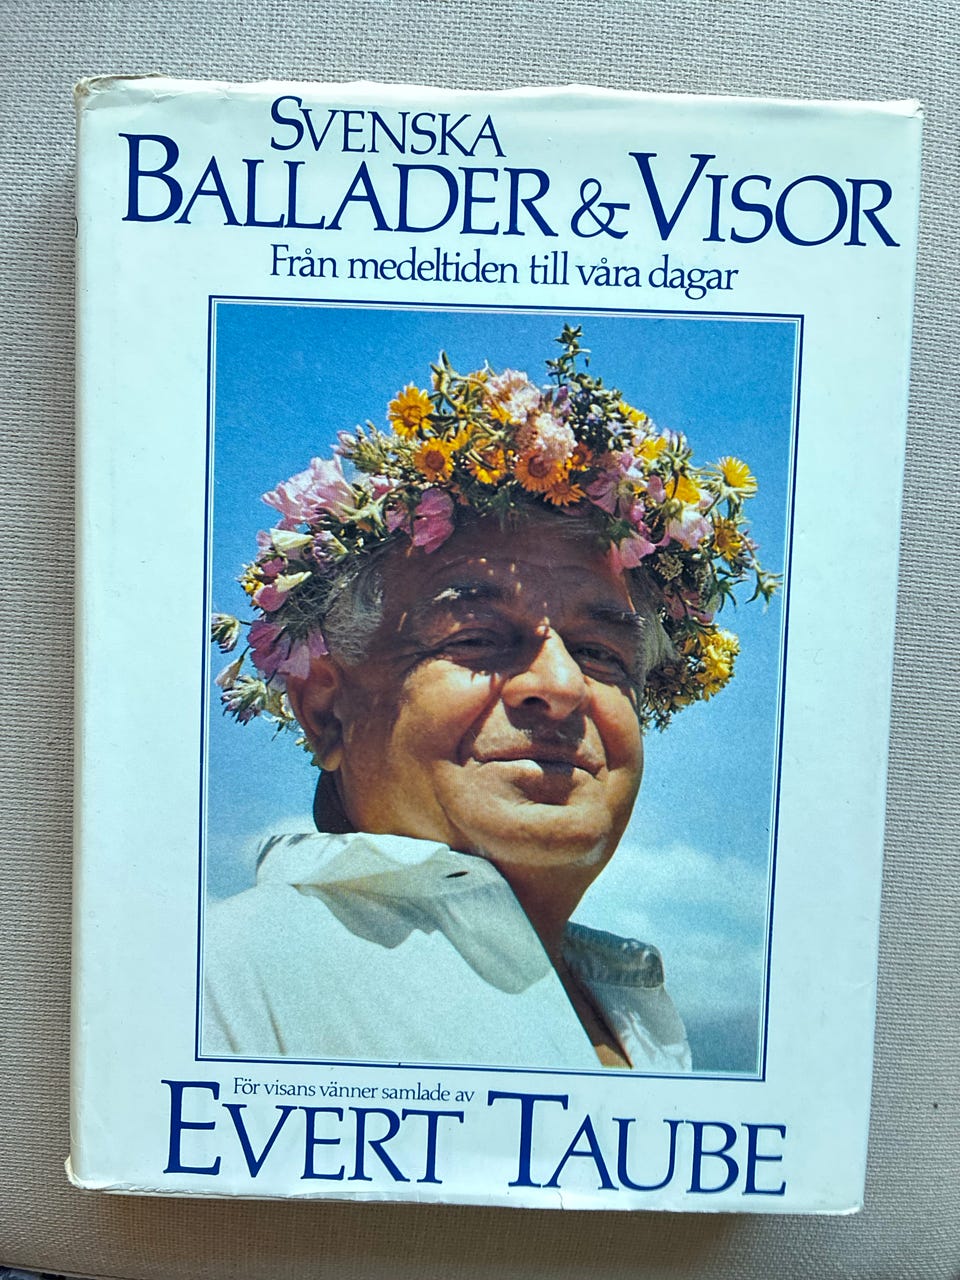 SVENSKA
BALLADER & VISOR
Från medeltiden till våra dagar
För visans vänner samlade av
EVERT TAUBE